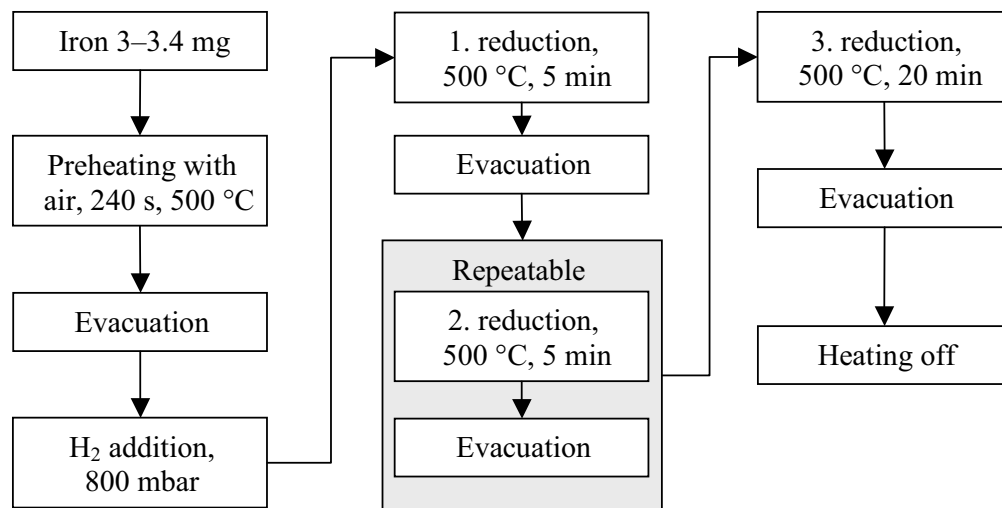 Iron 3–3.4 mg
Preheating with
air, 240 s, 500 °C
Evacuation
H₂ addition,
800 mbar
1. reduction,
500 °C, 5 min
Evacuation
Repeatable
2. reduction,
500 °C, 5 min
Evacuation
3. reduction,
500 °C, 20 min
Evacuation
Heating off